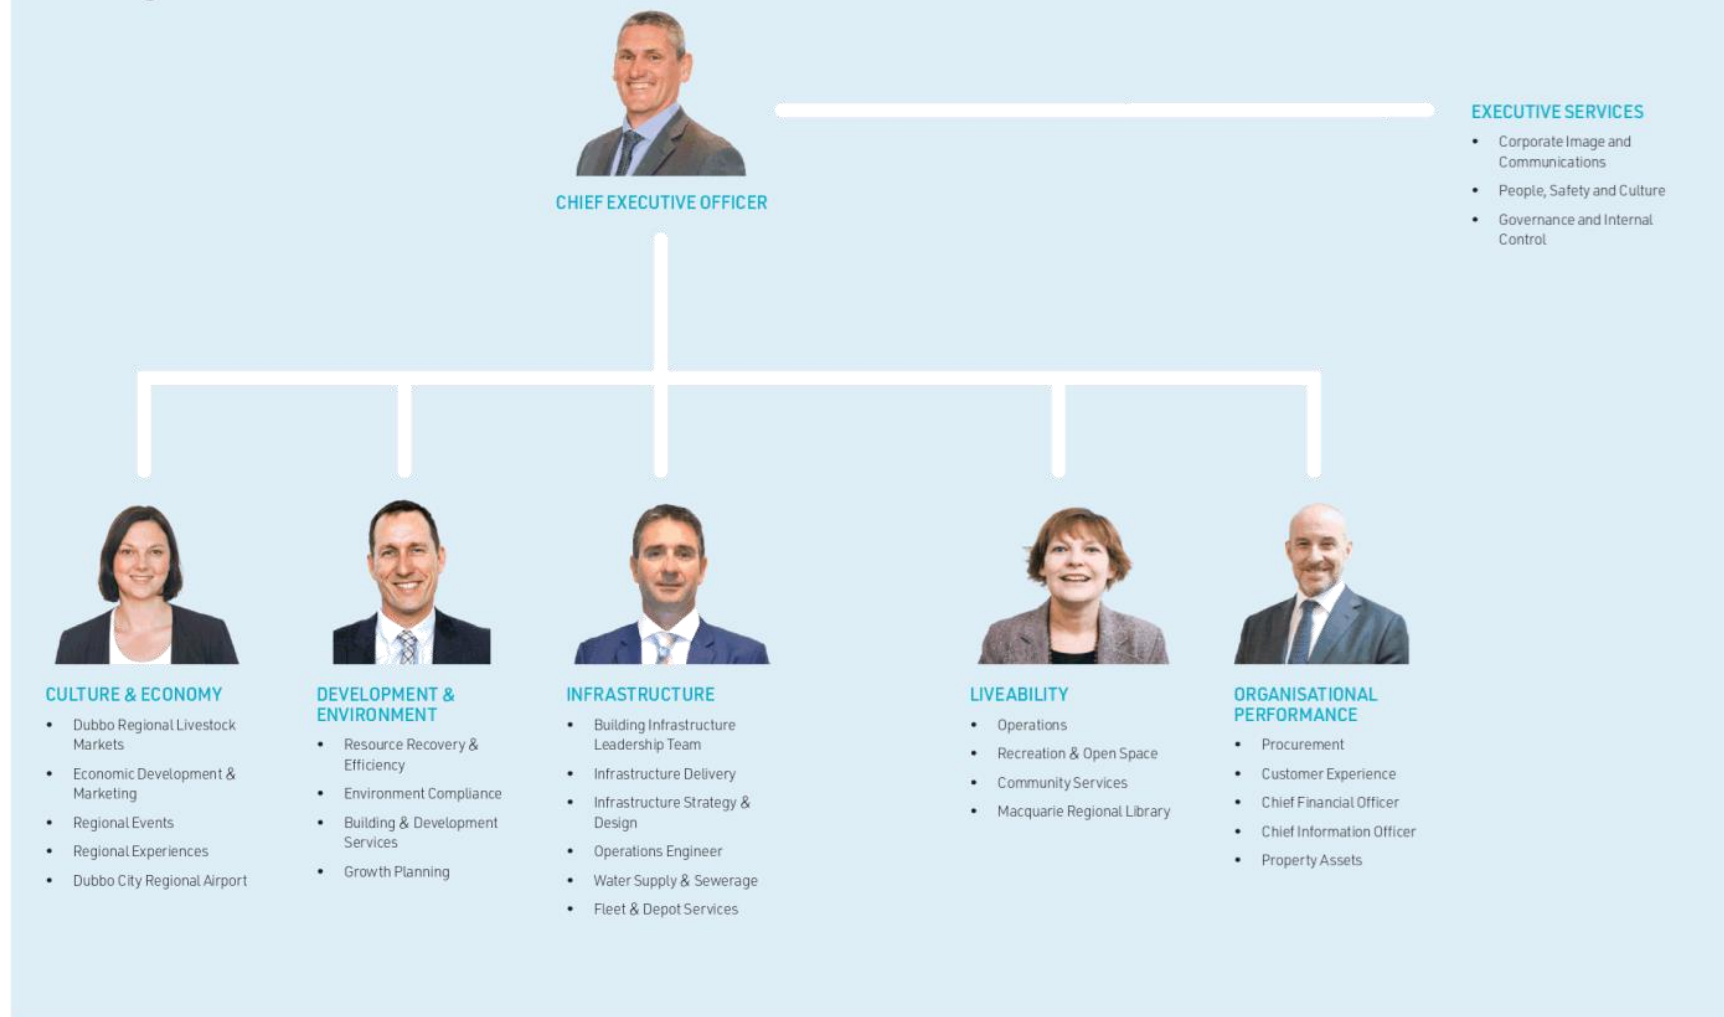 CHIEF EXECUTIVE OFFICER
EXECUTIVE SERVICES
• Corporate Image and
Communications
• People, Safety and Culture
• Governance and Internal
Control
CULTURE & ECONOMY
• Dubbo Regional Livestock
Markets
• Economic Development &
Marketing
• Regional Events
• Regional Experiences
• Dubbo City Regional Airport
DEVELOPMENT &
ENVIRONMENT
• Resource Recovery &
Efficiency
• Environment Compliance
• Building & Development
Services
• Growth Planning
INFRASTRUCTURE
• Building Infrastructure
Leadership Team
• Infrastructure Delivery
• Infrastructure Strategy &
Design
• Operations Engineer
• Water Supply & Sewerage
• Fleet & Depot Services
LIVEABILITY
• Operations
• Recreation & Open Space
• Community Services
• Macquarie Regional Library
ORGANISATIONAL
PERFORMANCE
• Procurement
• Customer Experience
• Chief Financial Officer
• Chief Information Officer
• Property Assets